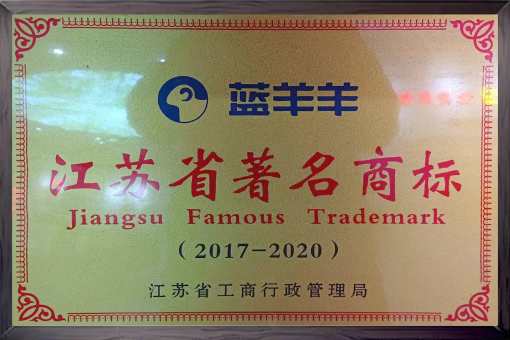 蓝羊羊
江苏省著名商标
Jiangsu Famous Trademark
（2017－2020）
江苏省工商行政管理局